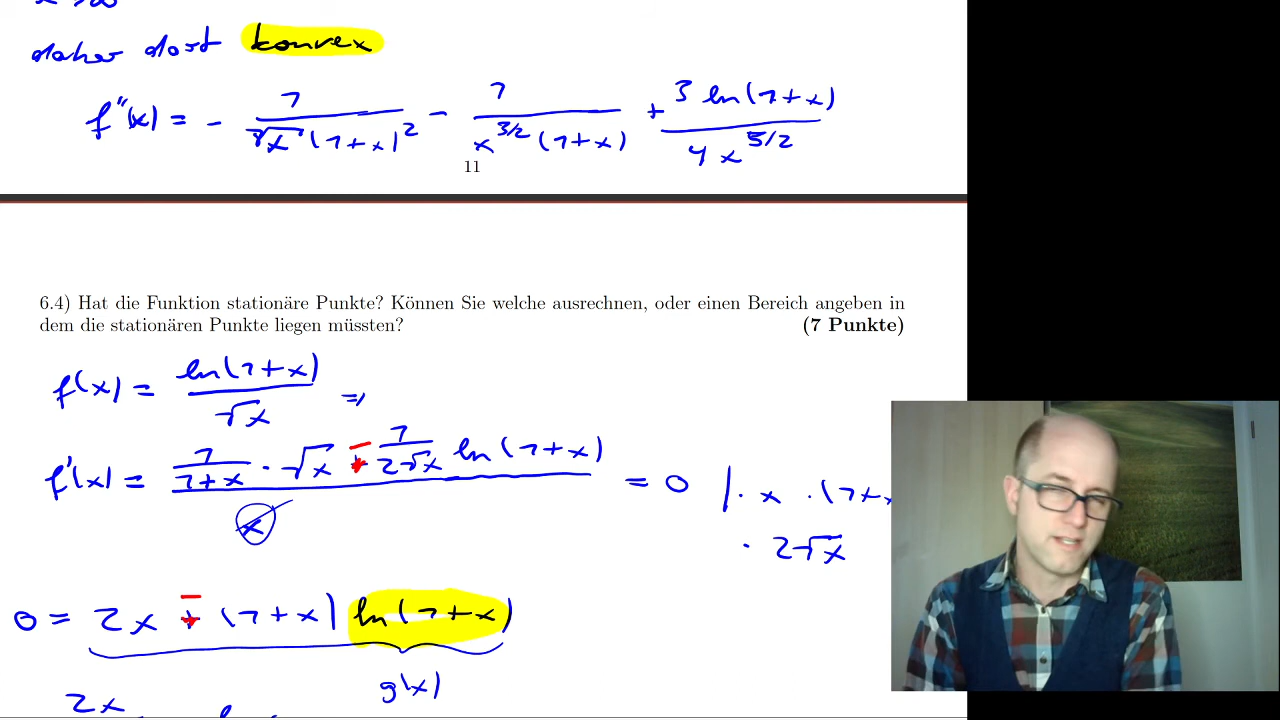 daher dort konvex
f''(x) = - 1/(√x (1+x)²) - 1/(x^{3/2} (1+x)) + 3 ln(1+x)/(4 x^{5/2})
11
6.4) Hat die Funktion stationäre Punkte? Können Sie welche ausrechnen, oder einen Bereich angeben in
dem die stationären Punkte liegen müssten? (7 Punkte)
f(x) = ln(1+x)/√x ⇒
f'(x) = (1/(1+x) · √x - 1/(2√x) ln(1+x))/x = 0 | · x · (1+x
· 2√x
0 = 2x - (1+x) ln(1+x)
g(x)
2x